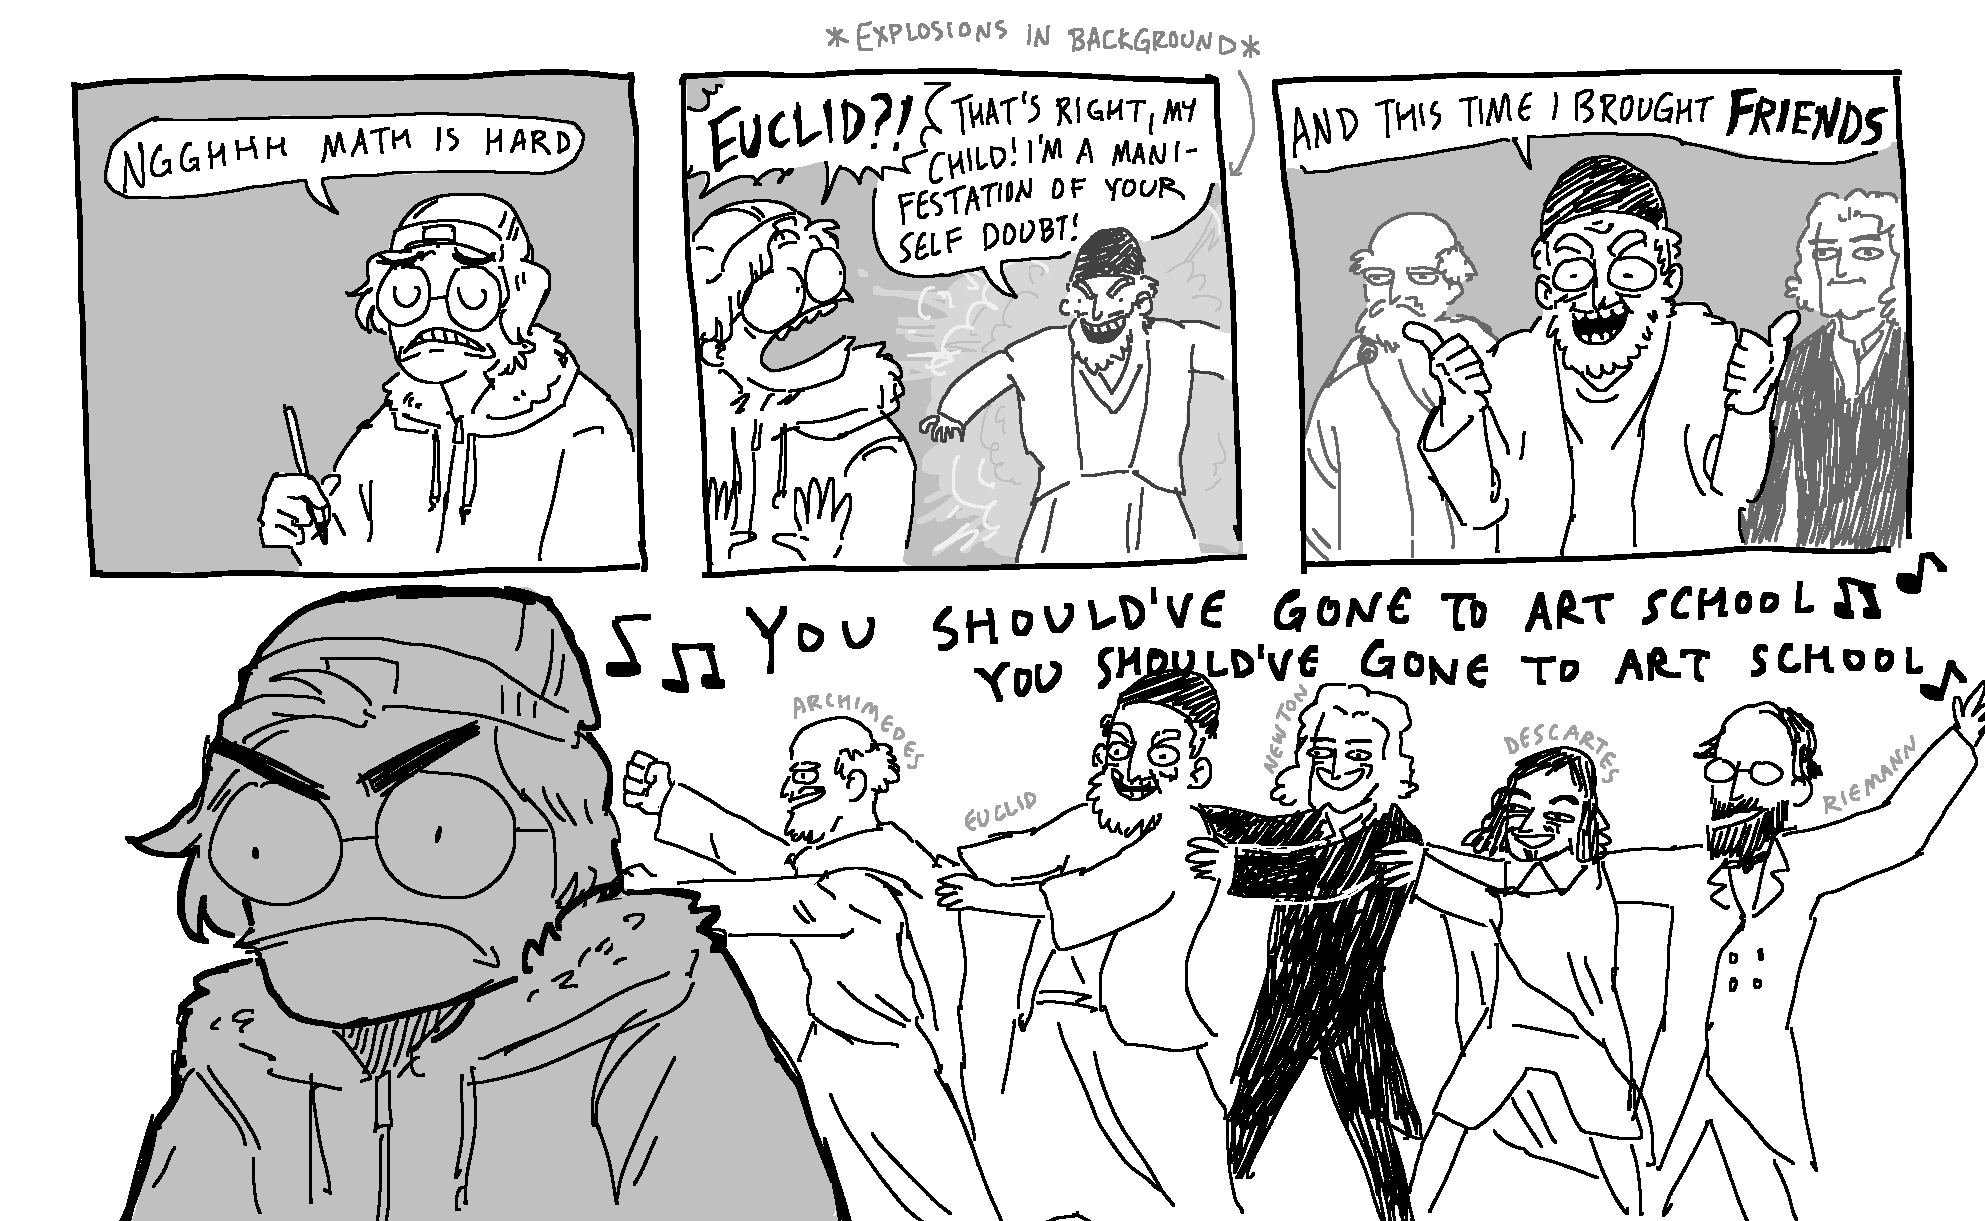 *EXPLOSIONS IN BACKGROUND*
NGGHHH MATH IS HARD
EUCLID?!
THAT'S RIGHT, MY
CHILD! I'M A MANI-
FESTATION OF YOUR
SELF DOUBT!
AND THIS TIME I BROUGHT FRIENDS
♪♫ YOU SHOULD'VE GONE TO ART SCHOOL ♫♪
YOU SHOULD'VE GONE TO ART SCHOOL♪
ARCHIMEDES
EUCLID
NEWTON
DESCARTES
RIEMANN